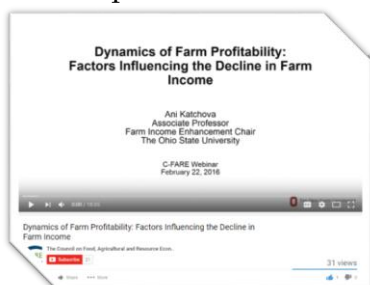 Dynamics of Farm Profitability:
Factors Influencing the Decline in Farm
Income
Ani Katchova
Associate Professor
Farm Income Enhancement Chair
The Ohio State University
C-FARE Webinar
February 22, 2016
Dynamics of Farm Profitability: Factors Influencing the Decline in
Farm Income
The Council on Food, Agricultural and Resource Econ.
Subscribe
31 views
Share
More